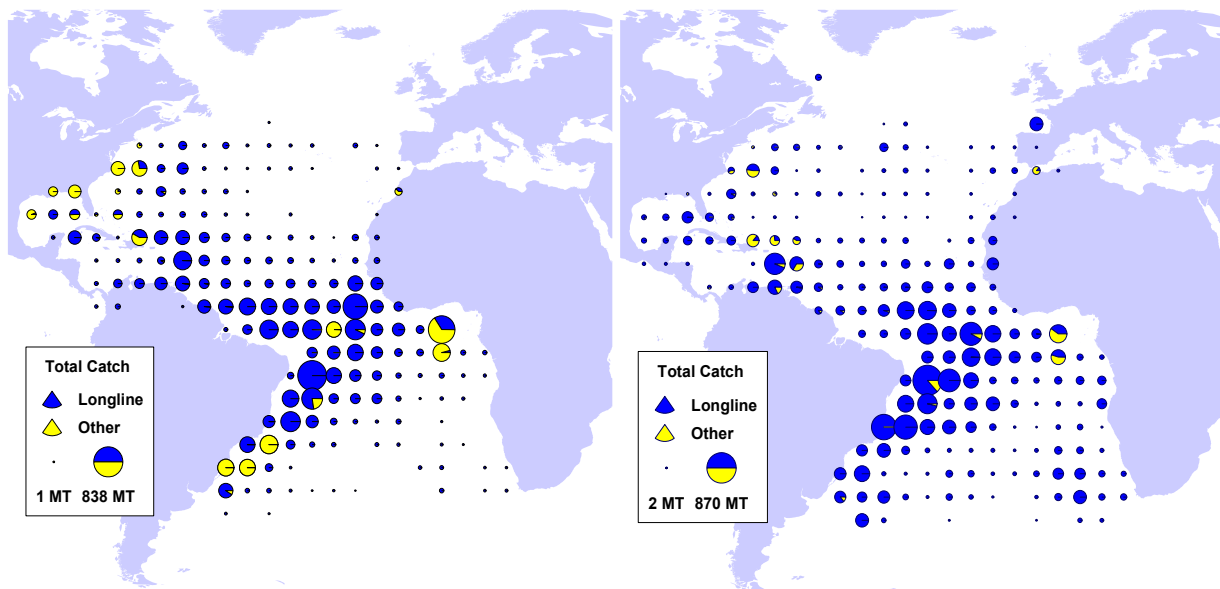 Total Catch
Longline
Other
1 MT 838 MT
Total Catch
Longline
Other
2 MT 870 MT